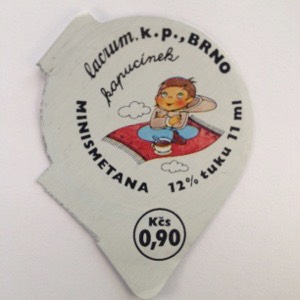 lacrum, k.p., BRNO
kapucínek
MINISMETANA 12% tuku 11 ml
Kčs
0,90